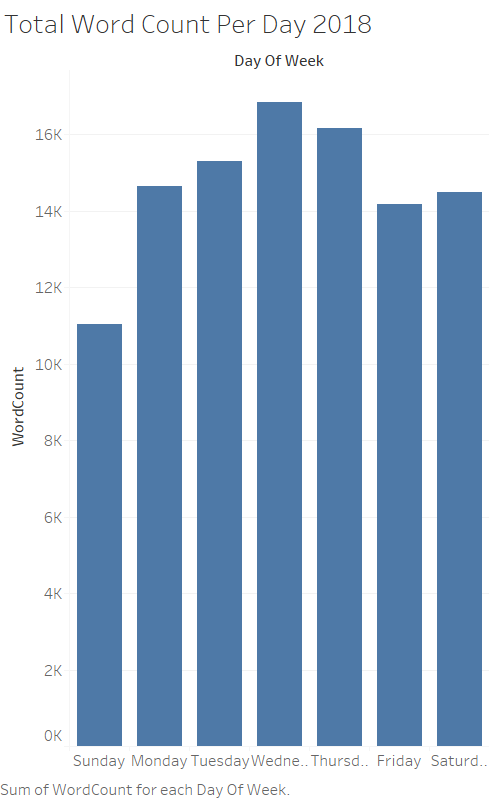 Total Word Count Per Day 2018
Day Of Week
16K
14K
12K
10K
WordCount
8K
6K
4K
2K
0K
Sunday Monday Tuesday Wedne.. Thursd.. Friday Saturd..
Sum of WordCount for each Day Of Week.